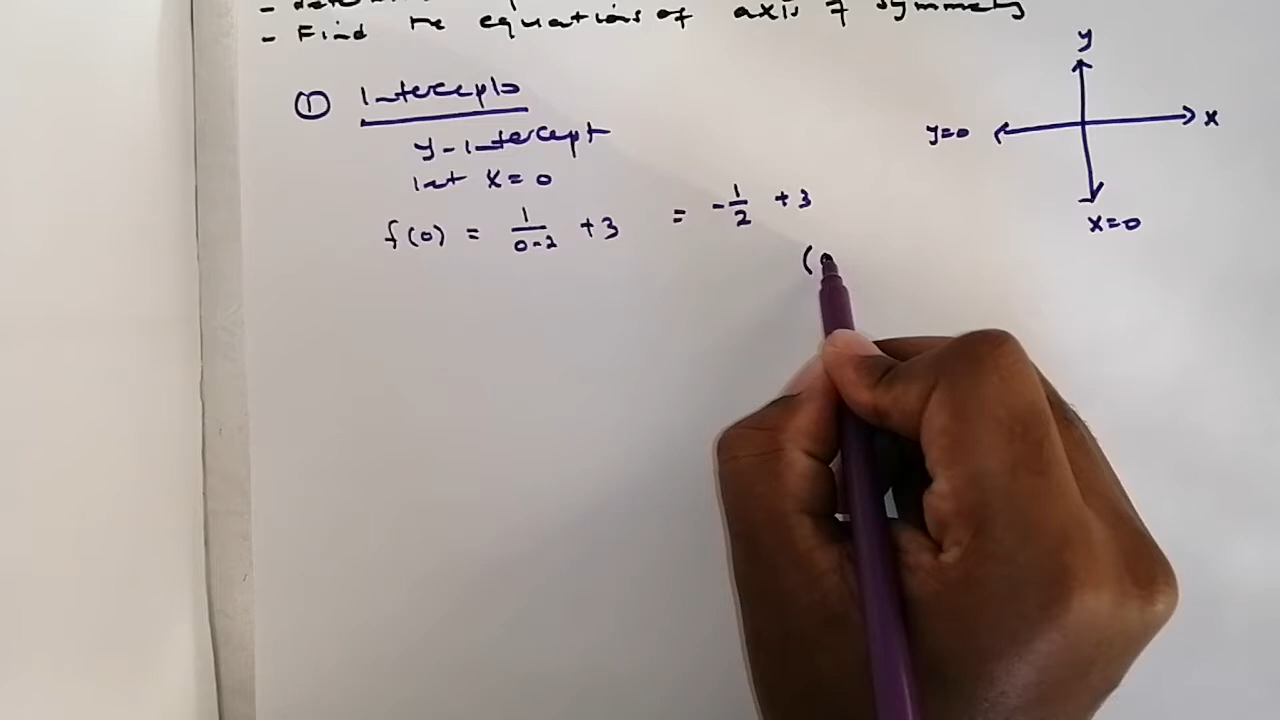 - Find the equations of axis of symmetry
① Intercepts
y-intercept
let x = 0
f(0) = 1/(0-2) + 3 = -1/2 + 3
(0
y
x
y=0
x=0